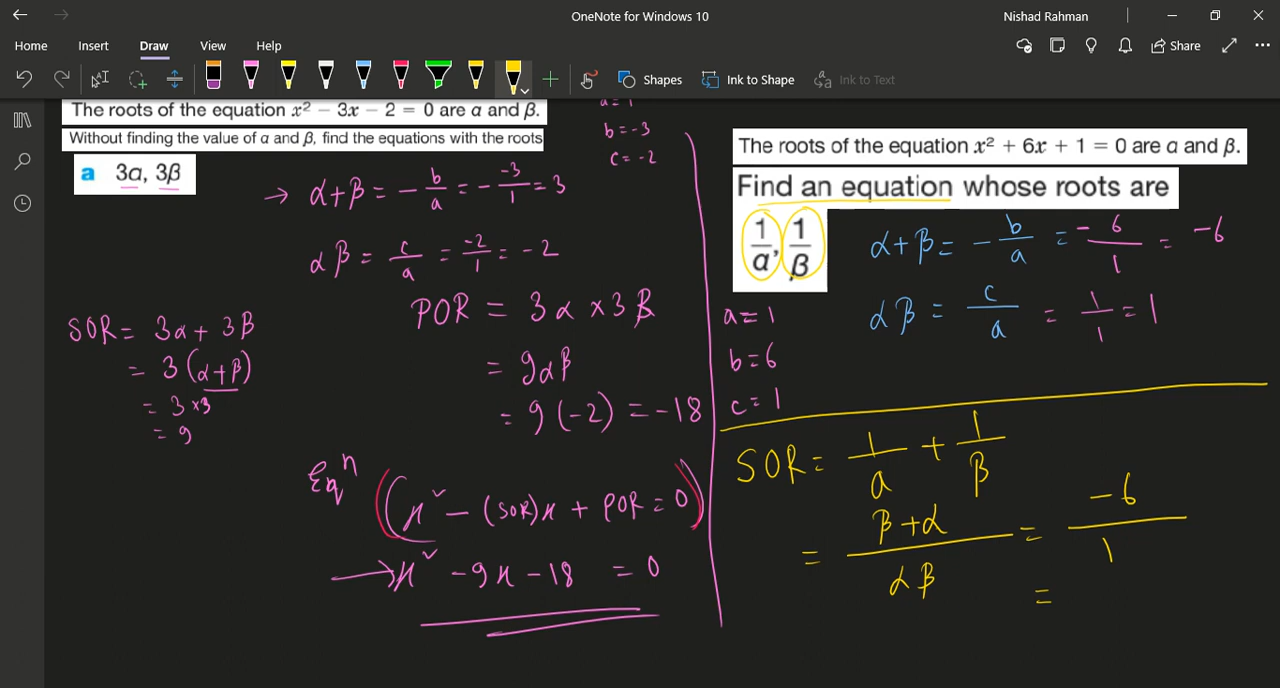 OneNote for Windows 10
Nishad Rahman
Home Insert Draw View Help
Share
Shapes Ink to Shape Ink to Text
The roots of the equation x² − 3x − 2 = 0 are α and β.
Without finding the value of α and β, find the equations with the roots
a 3α, 3β
a = 1
b = -3
c = -2
→ α+β = - b/a = - -3/1 = 3
αβ = c/a = -2/1 = -2
SOR = 3α + 3β
= 3 (α+β)
= 3 × 3
= 9
POR = 3α × 3β
= 9αβ
= 9 (-2) = -18
Eqⁿ
(x² - (SOR)x + POR = 0)
→ x² - 9x - 18 = 0
The roots of the equation x² + 6x + 1 = 0 are α and β.
Find an equation whose roots are
1/α, 1/β
α+β = - b/a = - 6/1 = -6
αβ = c/a = 1/1 = 1
a = 1
b = 6
c = 1
SOR = 1/α + 1/β
= β+α/αβ = -6/1
=